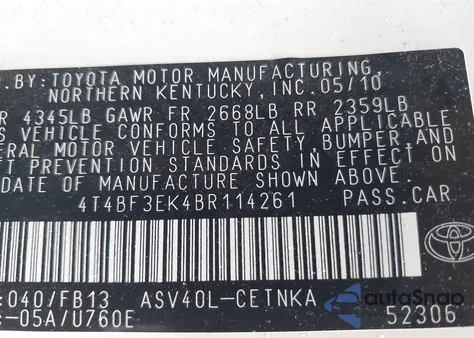 . BY: TOYOTA MOTOR MANUFACTURING,
NORTHERN KENTUCKY, INC. 05/10
R 4345LB GAWR FR 2668LB RR 2359LB
S VEHICLE CONFORMS TO ALL APPLICABLE
ERAL MOTOR VEHICLE SAFETY, BUMPER, AND
FT PREVENTION STANDARDS IN EFFECT ON
DATE OF MANUFACTURE SHOWN ABOVE.
4T4BF3EK4BR114261 PASS. CAR
TOYOTA
:040/FB13 ASV40L-CETNKA
-05A/U760E 52306
autoSnap